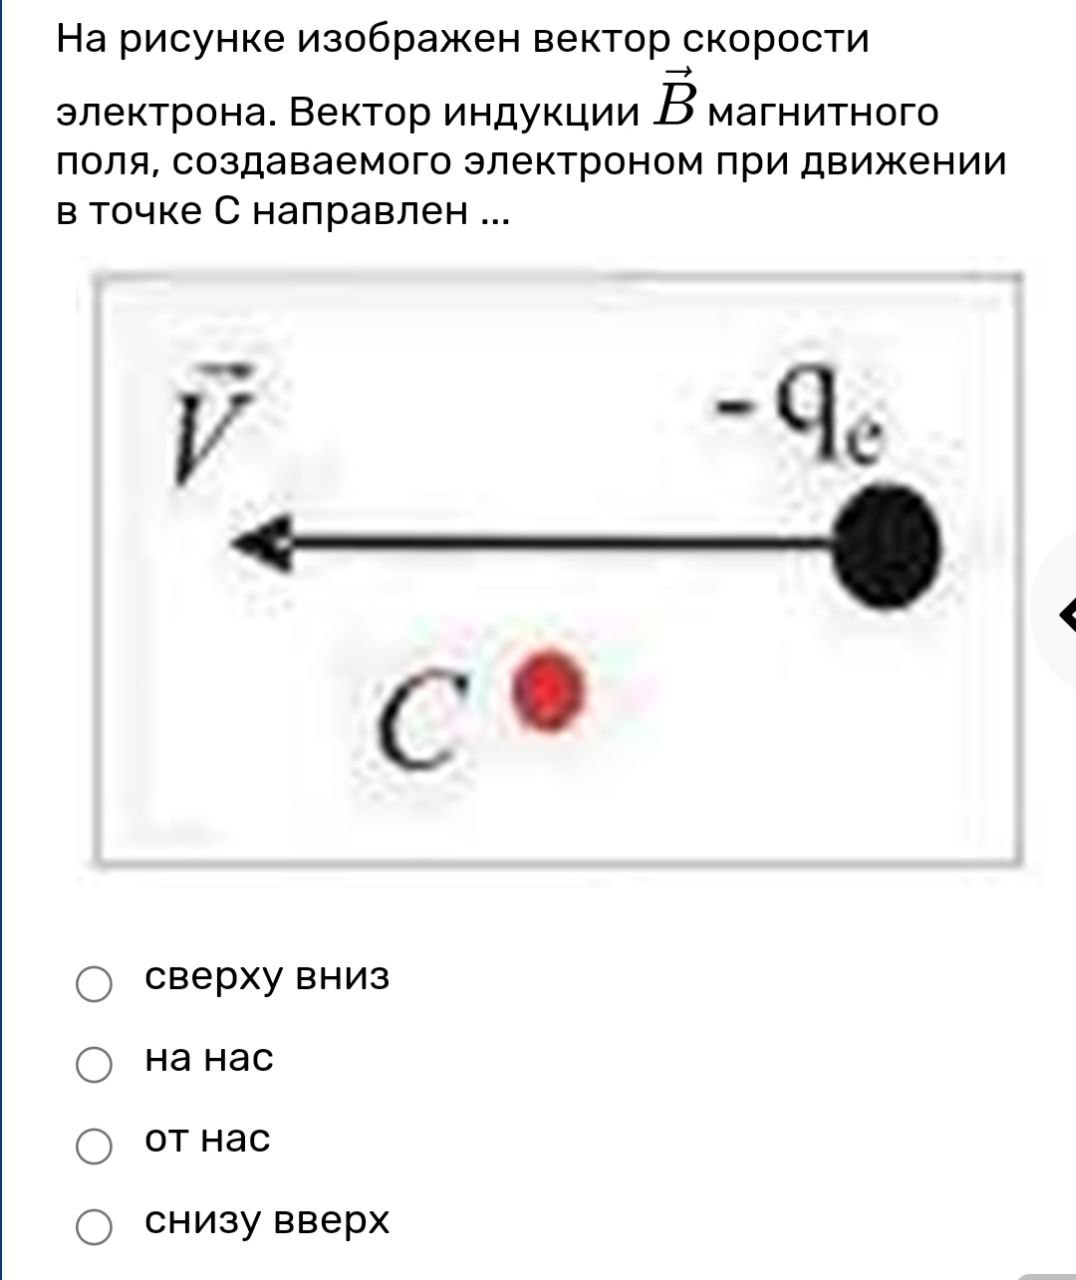 На рисунке изображен вектор скорости
электрона. Вектор индукции \vec{B} магнитного
поля, создаваемого электроном при движении
в точке С направлен ...
\vec{V}
-qe
C
сверху вниз
на нас
от нас
снизу вверх